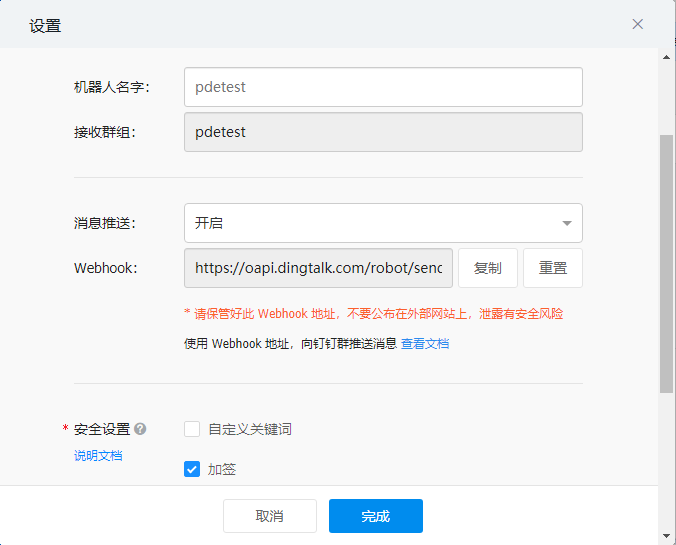 设置
机器人名字： pdetest
接收群组： pdetest
消息推送： 开启
Webhook： https://oapi.dingtalk.com/robot/send 复制 重置
* 请保管好此 Webhook 地址，不要公布在外部网站上，泄露有安全风险
使用 Webhook 地址，向钉钉群推送消息 查看文档
* 安全设置 ? 自定义关键词
说明文档
加签
取消 完成